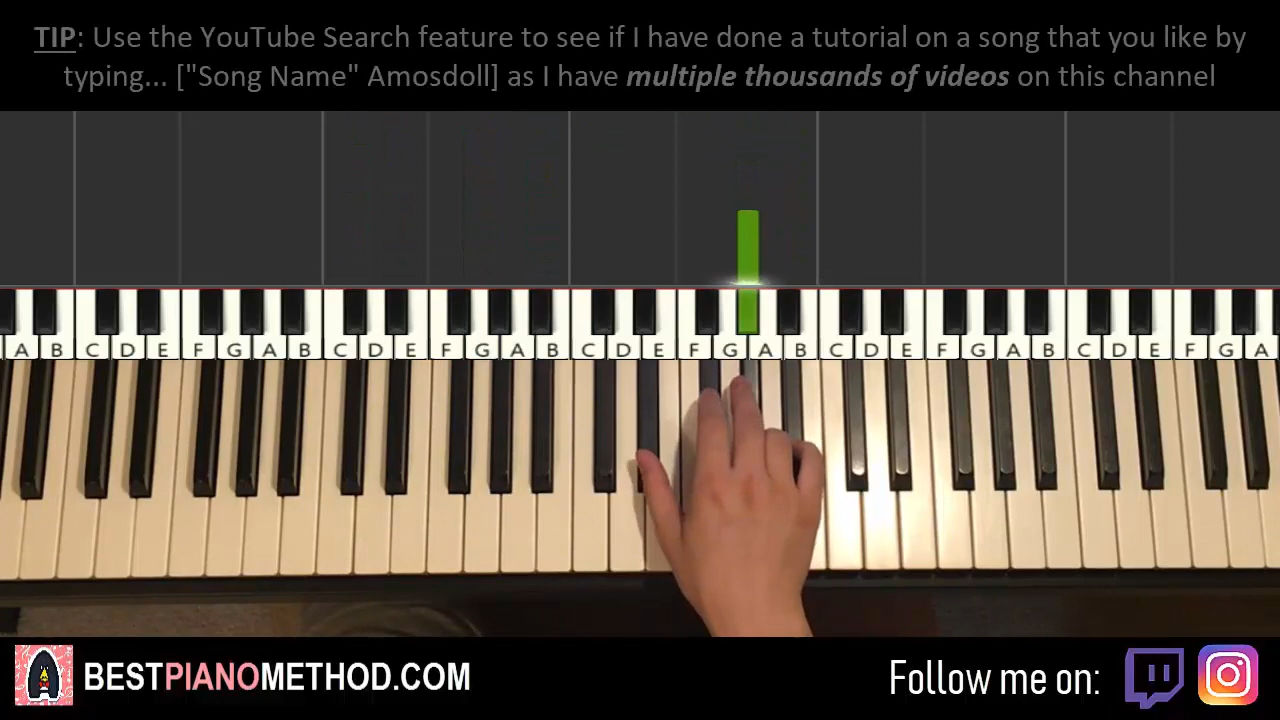 TIP: Use the YouTube Search feature to see if I have done a tutorial on a song that you like by
typing... ["Song Name" Amosdoll] as I have multiple thousands of videos on this channel
A B C D E F G A B C D E F G A B C D E F G A B C D E F G A B C D E F G A
BESTPIANOMETHOD.COM
Follow me on: